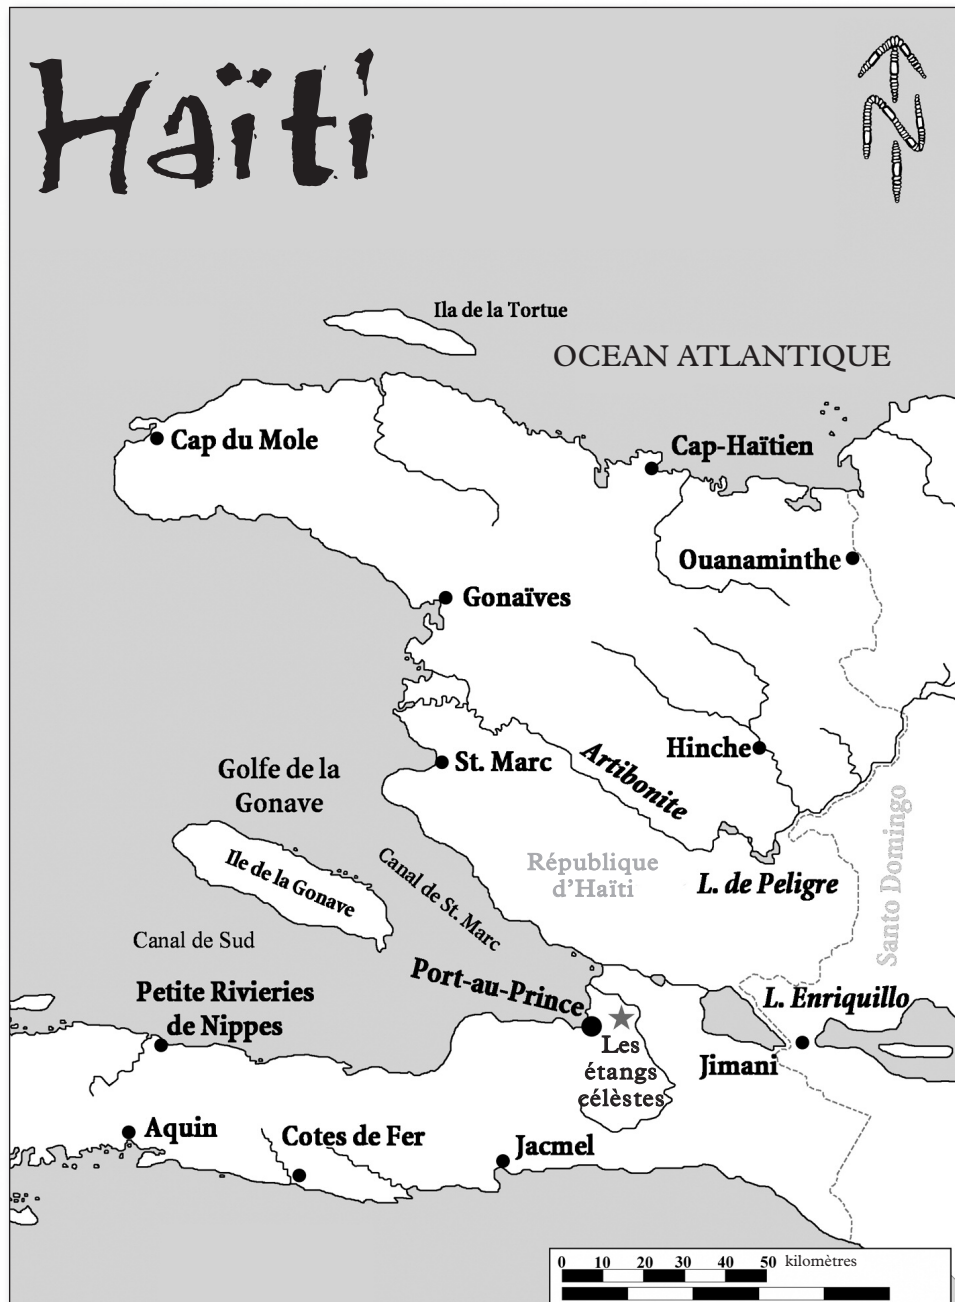 Haïti
N
Ila de la Tortue
OCEAN ATLANTIQUE
Cap du Mole
Cap-Haïtien
Ouanaminthe
Gonaïves
Hinche
St. Marc
Artibonite
Golfe de la
Gonave
Santo Domingo
République
d'Haïti
Ile de la Gonave
Canal de St. Marc
L. de Peligre
Canal de Sud
Port-au-Prince
Petite Rivieries
de Nippes
L. Enriquillo
Les
étangs
célèstes
Jimani
Aquin
Cotes de Fer
Jacmel
0 10 20 30 40 50 kilomètres